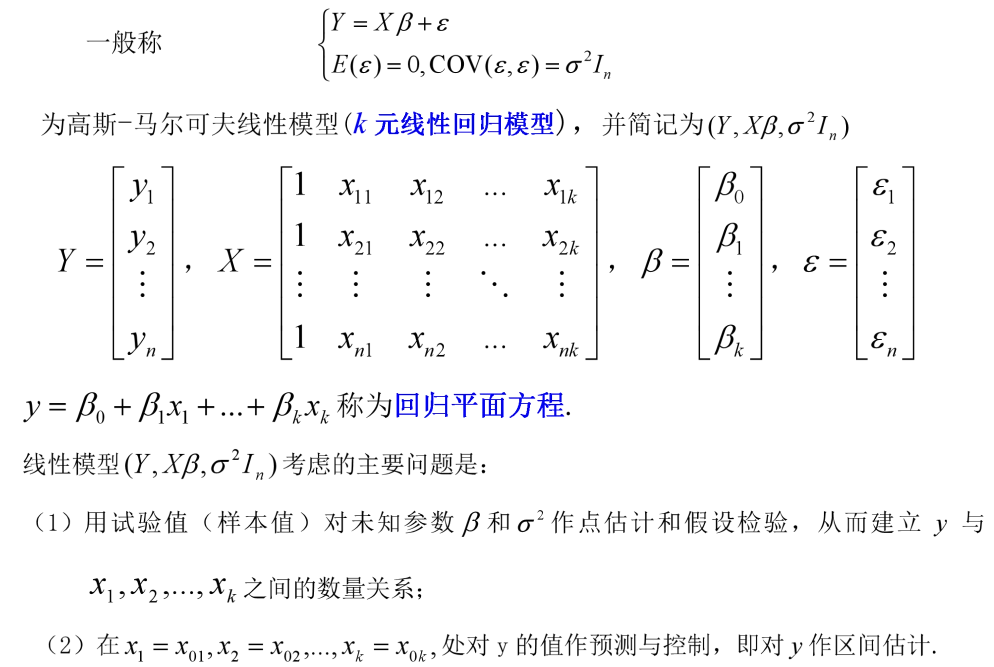 一般称 $\begin{cases} Y = X\beta + \varepsilon \\ E(\varepsilon) = 0, \mathrm{COV}(\varepsilon, \varepsilon) = \sigma^2 I_n \end{cases}$
为高斯-马尔可夫线性模型(k 元线性回归模型)，并简记为 $(Y, X\beta, \sigma^2 I_n)$
$Y = \begin{bmatrix} y_1 \\ y_2 \\ \vdots \\ y_n \end{bmatrix}$，$X = \begin{bmatrix} 1 & x_{11} & x_{12} & ... & x_{1k} \\ 1 & x_{21} & x_{22} & ... & x_{2k} \\ \vdots & \vdots & \vdots & \ddots & \vdots \\ 1 & x_{n1} & x_{n2} & ... & x_{nk} \end{bmatrix}$，$\beta = \begin{bmatrix} \beta_0 \\ \beta_1 \\ \vdots \\ \beta_k \end{bmatrix}$，$\varepsilon = \begin{bmatrix} \varepsilon_1 \\ \varepsilon_2 \\ \vdots \\ \varepsilon_n \end{bmatrix}$
$y = \beta_0 + \beta_1 x_1 + ... + \beta_k x_k$ 称为回归平面方程.
线性模型 $(Y, X\beta, \sigma^2 I_n)$ 考虑的主要问题是：
（1）用试验值（样本值）对未知参数 $\beta$ 和 $\sigma^2$ 作点估计和假设检验，从而建立 y 与
$x_1, x_2, ..., x_k$ 之间的数量关系；
（2）在 $x_1 = x_{01}, x_2 = x_{02}, ..., x_k = x_{0k},$ 处对 y 的值作预测与控制，即对 y 作区间估计.